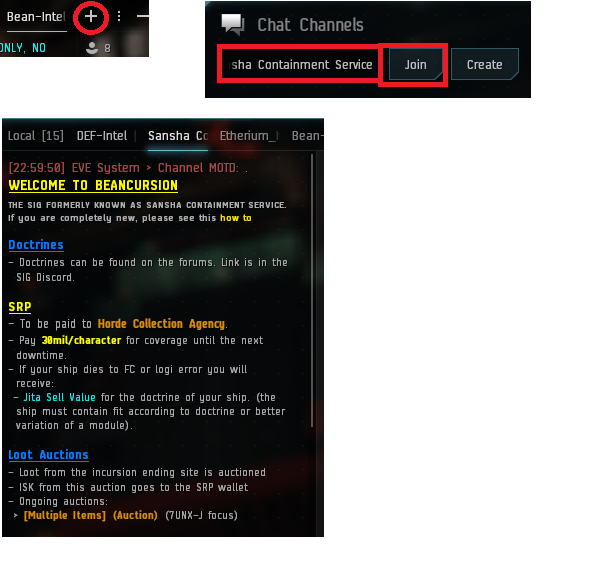 Bean-Intel
ONLY, NO
8
Chat Channels
sha Containment Service
Join
Create
Local [15] DEF-Intel Sansha Co Etherium_ Bean-
[22:59:50] EVE System > Channel MOTD: .
WELCOME TO BEANCURSION
THE SIG FORMERLY KNOWN AS SANSHA CONTAINMENT SERVICE.
If you are completely new, please see this how to
Doctrines
- Doctrines can be found on the forums. Link is in the
SIG Discord.
SRP
- To be paid to Horde Collection Agency.
- Pay 30mil/character for coverage until the next
downtime.
- If your ship dies to FC or logi error you will
receive:
- Jita Sell Value for the doctrine of your ship. (the
ship must contain fit according to doctrine or better
variation of a module).
Loot Auctions
- Loot from the incursion ending site is auctioned
- ISK from this auction goes to the SRP wallet
- Ongoing auctions:
> [Multiple Items] (Auction) (7UNX-J focus)